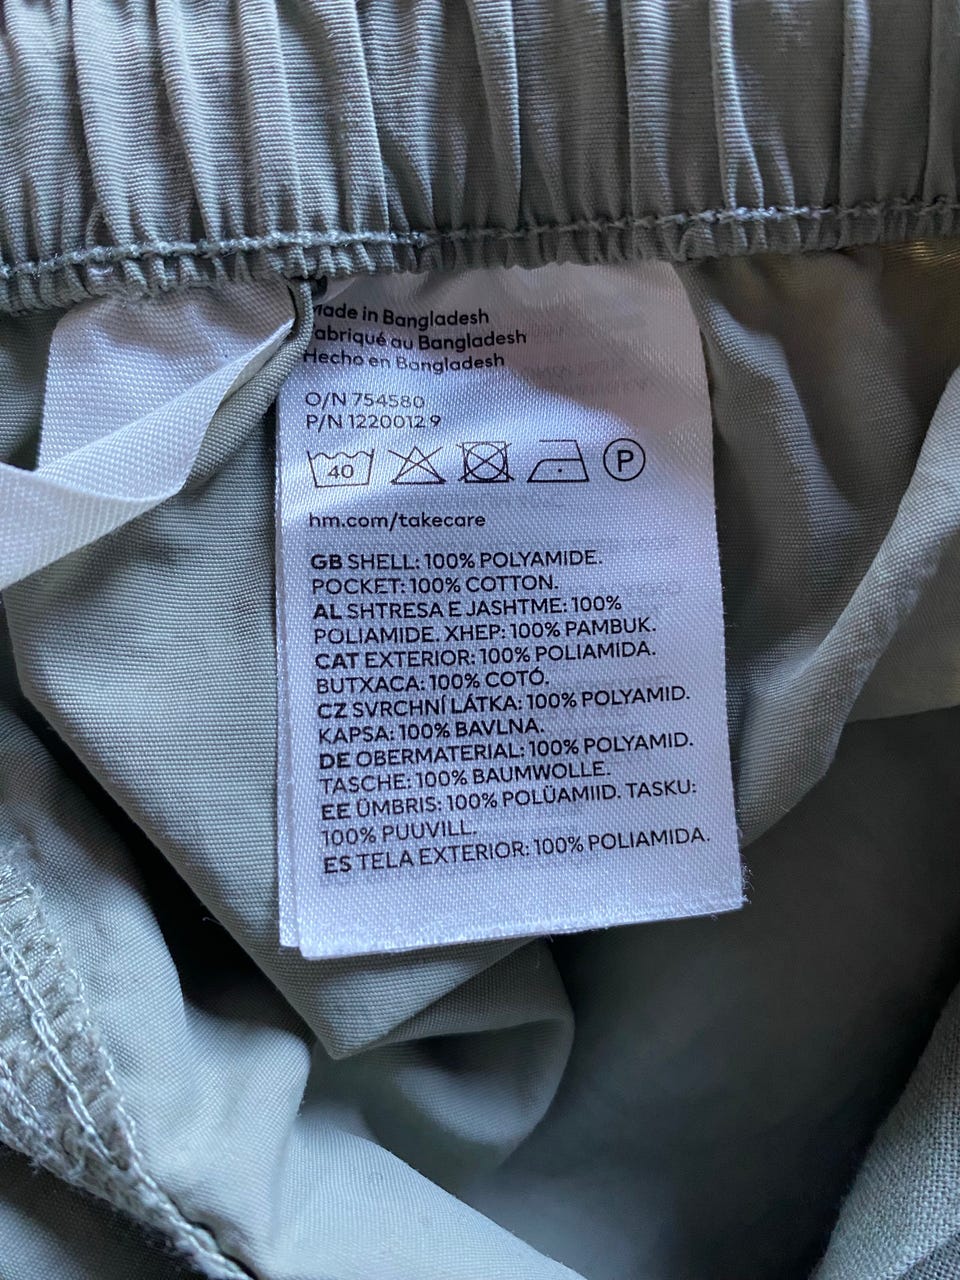 Made in Bangladesh
Fabriqué au Bangladesh
Hecho en Bangladesh
O/N 754580
P/N 1220012 9
40
P
hm.com/takecare
GB SHELL: 100% POLYAMIDE.
POCKET: 100% COTTON.
AL SHTRESA E JASHTME: 100%
POLIAMIDE. XHEP: 100% PAMBUK.
CAT EXTERIOR: 100% POLIAMIDA.
BUTXACA: 100% COTÓ.
CZ SVRCHNÍ LÁTKA: 100% POLYAMID.
KAPSA: 100% BAVLNA.
DE OBERMATERIAL: 100% POLYAMID.
TASCHE: 100% BAUMWOLLE.
EE ÜMBRIS: 100% POLÜAMIID. TASKU:
100% PUUVILL.
ES TELA EXTERIOR: 100% POLIAMIDA.